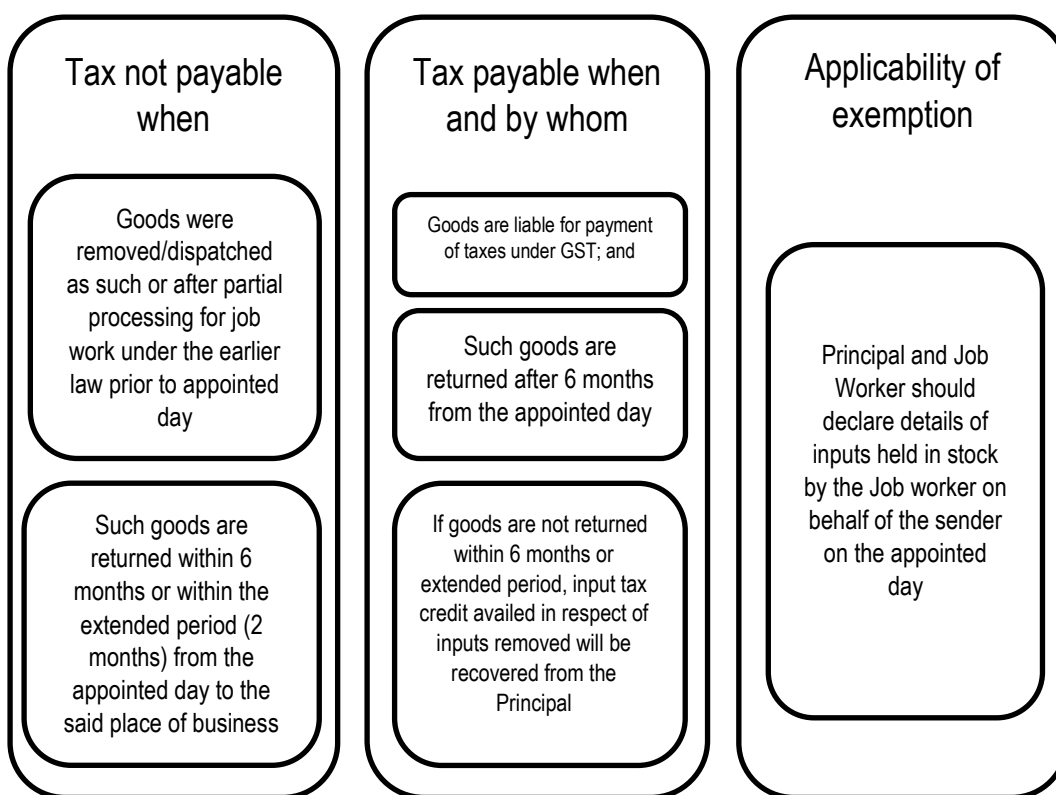 Tax not payable
when
Goods were
removed/dispatched
as such or after partial
processing for job
work under the earlier
law prior to appointed
day
Such goods are
returned within 6
months or within the
extended period (2
months) from the
appointed day to the
said place of business
Tax payable when
and by whom
Goods are liable for payment
of taxes under GST; and
Such goods are
returned after 6 months
from the appointed day
If goods are not returned
within 6 months or
extended period, input tax
credit availed in respect of
inputs removed will be
recovered from the
Principal
Applicability of
exemption
Principal and Job
Worker should
declare details of
inputs held in stock
by the Job worker on
behalf of the sender
on the appointed
day